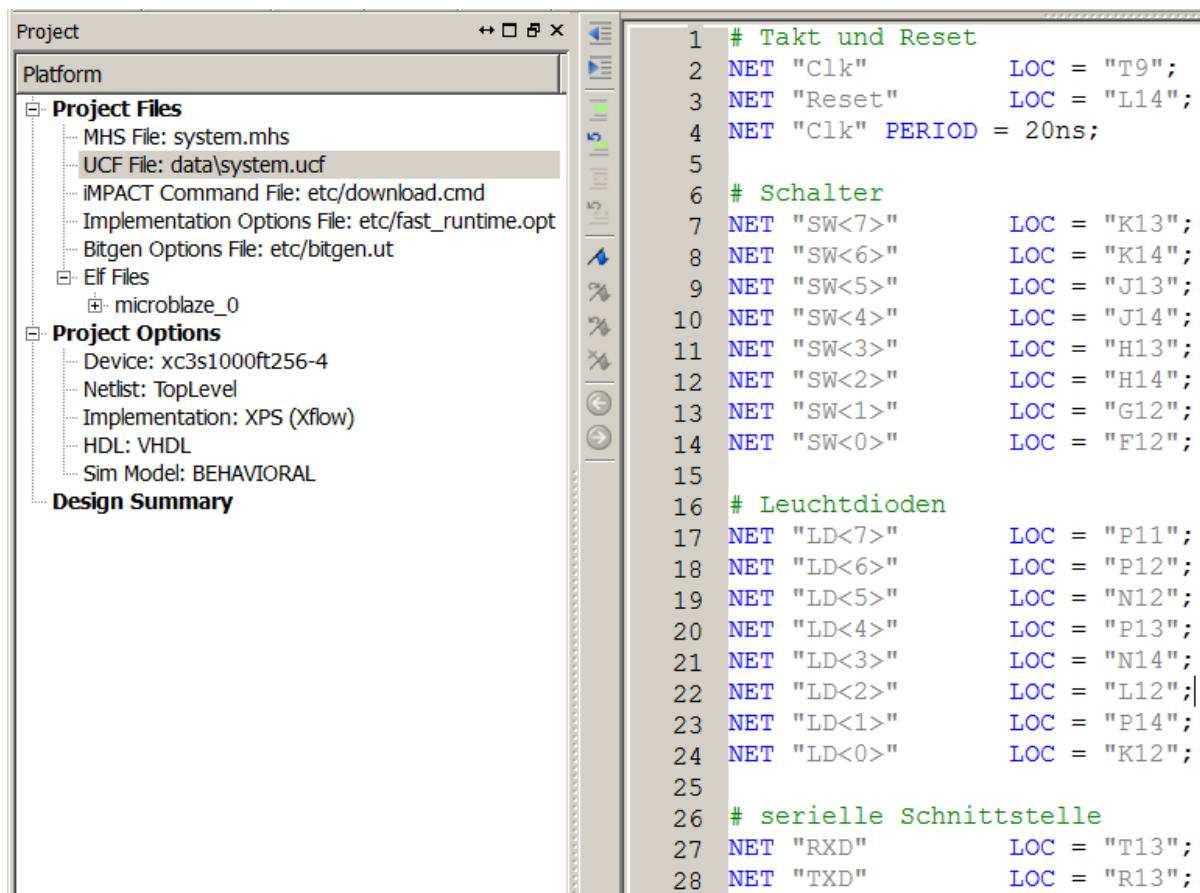 Project
Platform
Project Files
MHS File: system.mhs
UCF File: data\system.ucf
iMPACT Command File: etc/download.cmd
Implementation Options File: etc/fast_runtime.opt
Bitgen Options File: etc/bitgen.ut
Elf Files
microblaze_0
Project Options
Device: xc3s1000ft256-4
Netlist: TopLevel
Implementation: XPS (Xflow)
HDL: VHDL
Sim Model: BEHAVIORAL
Design Summary
1 # Takt und Reset
2 NET "Clk" LOC = "T9";
3 NET "Reset" LOC = "L14";
4 NET "Clk" PERIOD = 20ns;
5
6 # Schalter
7 NET "SW<7>" LOC = "K13";
8 NET "SW<6>" LOC = "K14";
9 NET "SW<5>" LOC = "J13";
10 NET "SW<4>" LOC = "J14";
11 NET "SW<3>" LOC = "H13";
12 NET "SW<2>" LOC = "H14";
13 NET "SW<1>" LOC = "G12";
14 NET "SW<0>" LOC = "F12";
15
16 # Leuchtdioden
17 NET "LD<7>" LOC = "P11";
18 NET "LD<6>" LOC = "P12";
19 NET "LD<5>" LOC = "N12";
20 NET "LD<4>" LOC = "P13";
21 NET "LD<3>" LOC = "N14";
22 NET "LD<2>" LOC = "L12";
23 NET "LD<1>" LOC = "P14";
24 NET "LD<0>" LOC = "K12";
25
26 # serielle Schnittstelle
27 NET "RXD" LOC = "T13";
28 NET "TXD" LOC = "R13";